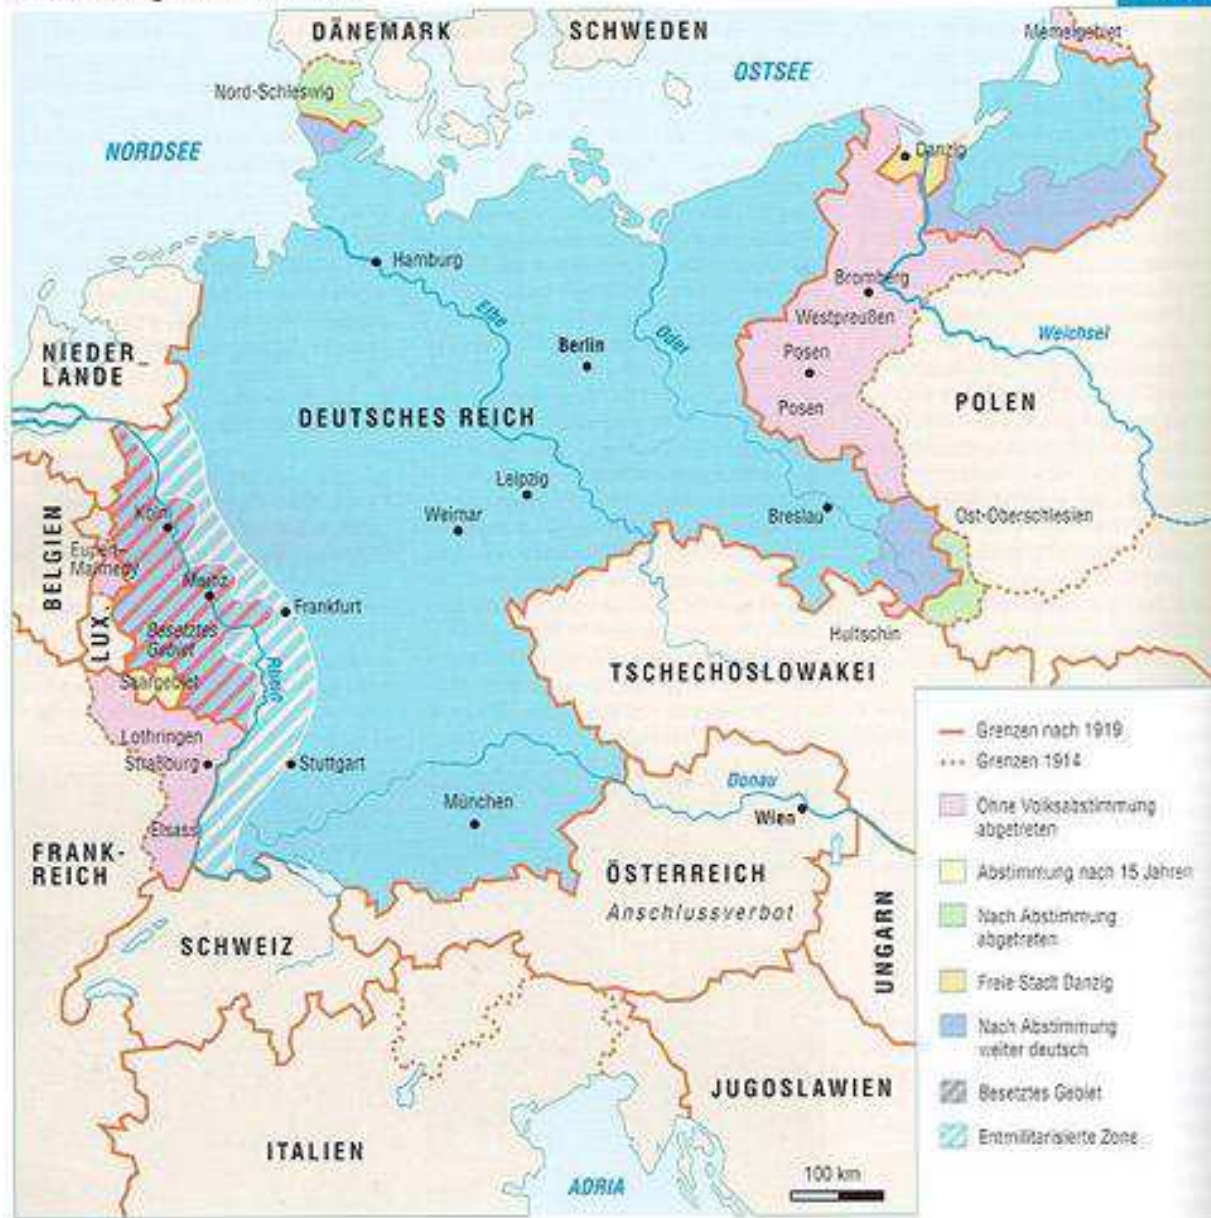 DÄNEMARK
SCHWEDEN
Memelgebiet
OSTSEE
Nord-Schleswig
NORDSEE
Danzig
Hamburg
Bromberg
Elbe
Westpreußen
Oder
Weichsel
Berlin
NIEDER_
LANDE
Posen
POLEN
DEUTSCHES REICH
Posen
Leipzig
Weimar
Breslau
Ost-Oberschlesien
Köln
BELGIEN
Eupen-
Malmedy
Mainz
Frankfurt
LUX.
Besetztes
Gebiet
Hultschin
Rhein
TSCHECHOSLOWAKEI
Saargebiet
Lothringen
Straßburg
Stuttgart
Donau
München
Wien
Elsass
FRANK-
REICH
ÖSTERREICH
Anschlussverbot
SCHWEIZ
UNGARN
JUGOSLAWIEN
ITALIEN
ADRIA
100 km
Grenzen nach 1919
Grenzen 1914
Ohne Volksabstimmung
abgetreten
Abstimmung nach 15 Jahren
Nach Abstimmung
abgetreten
Freie Stadt Danzig
Nach Abstimmung
weiter deutsch
Besetztes Gebiet
Entmilitarisierte Zone